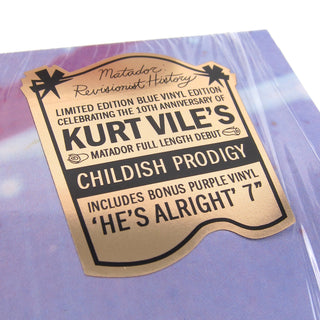 Matador
Revisionist History
LIMITED EDITION BLUE VINYL EDITION
CELEBRATING THE 10TH ANNIVERSARY OF
KURT VILE'S
MATADOR FULL LENGTH DEBUT
CHILDISH PRODIGY
INCLUDES BONUS PURPLE VINYL
'HE'S ALRIGHT' 7"